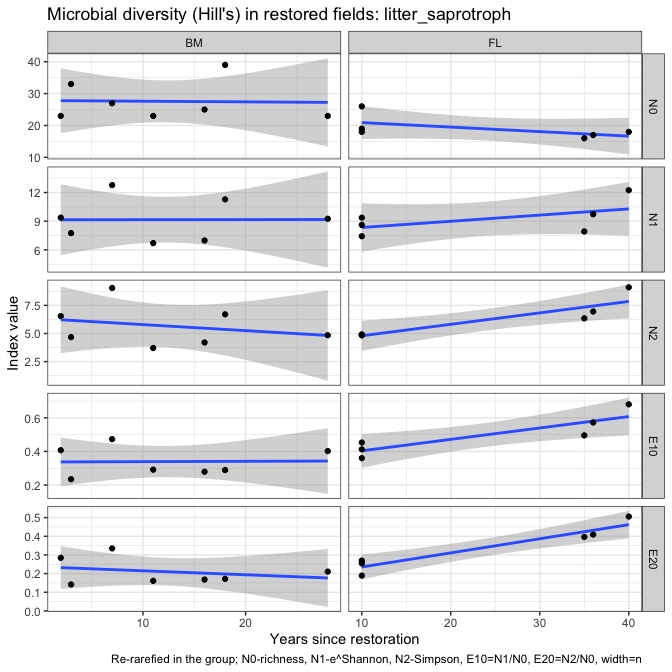 Microbial diversity (Hill's) in restored fields: litter_saprotroph
BM
FL
40
30
20
10
N0
12
9
6
N1
7.5
5.0
2.5
N2
0.6
0.4
0.2
E10
0.5
0.4
0.3
0.2
0.1
0.0
E20
Index value
10
20
10
20
30
40
Years since restoration
Re-rarefied in the group; N0-richness, N1-e^Shannon, N2-Simpson, E10=N1/N0, E20=N2/N0, width=n